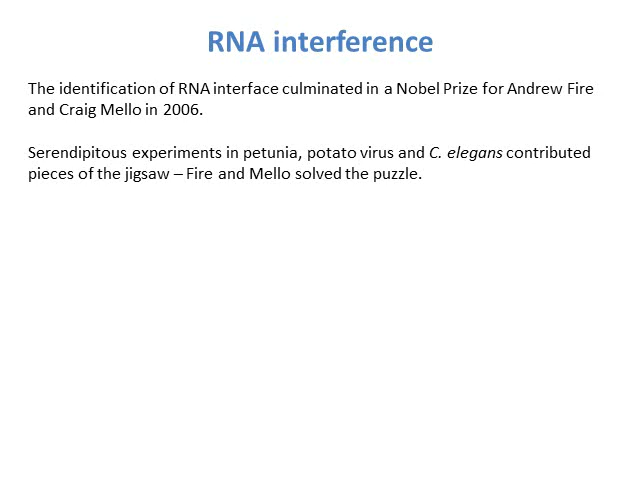 RNA interference
The identification of RNA interface culminated in a Nobel Prize for Andrew Fire
and Craig Mello in 2006.
Serendipitous experiments in petunia, potato virus and C. elegans contributed
pieces of the jigsaw – Fire and Mello solved the puzzle.